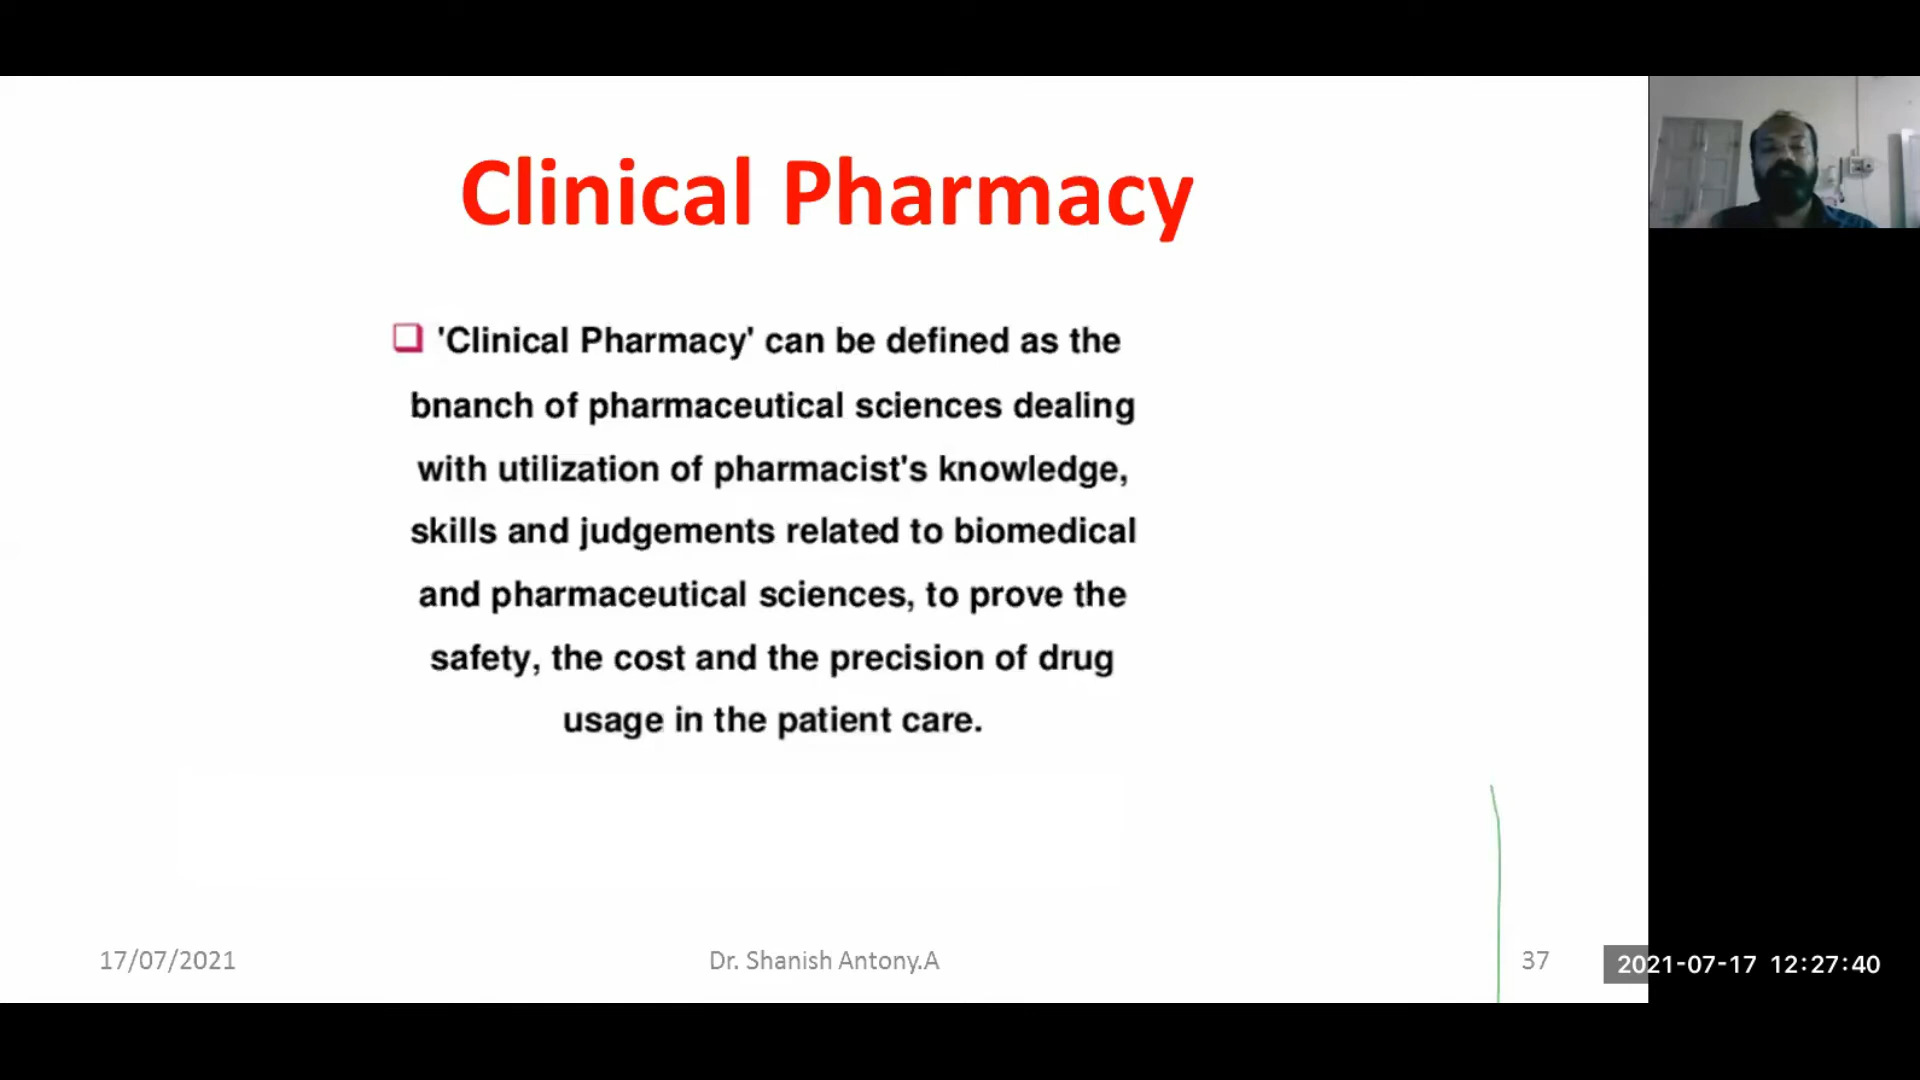 Clinical Pharmacy
'Clinical Pharmacy' can be defined as the
bnanch of pharmaceutical sciences dealing
with utilization of pharmacist's knowledge,
skills and judgements related to biomedical
and pharmaceutical sciences, to prove the
safety, the cost and the precision of drug
usage in the patient care.
17/07/2021
Dr. Shanish Antony.A
37
2021-07-17 12:27:40